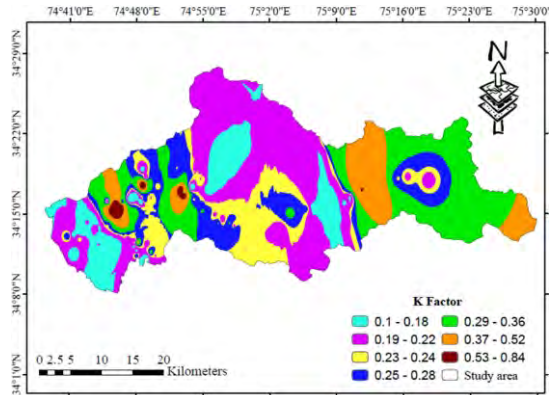 74°41'0"E 74°48'0"E 74°55'0"E 75°2'0"E 75°9'0"E 75°16'0"E 75°23'0"E 75°30'0"E
34°29'0"N
34°22'0"N
34°15'0"N
34°8'0"N
34°1'0"N
N
K Factor
0.1 - 0.18 0.29 - 0.36
0.19 - 0.22 0.37 - 0.52
0.23 - 0.24 0.53 - 0.84
0.25 - 0.28 Study area
0 2.5 5 10 15 20
Kilometers